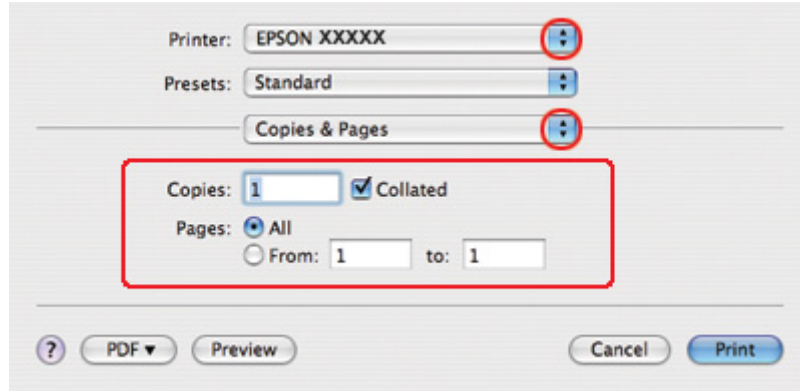 Printer: EPSON XXXXX
Presets: Standard
Copies & Pages
Copies: 1 Collated
Pages: All
From: 1 to: 1
? PDF Preview Cancel Print